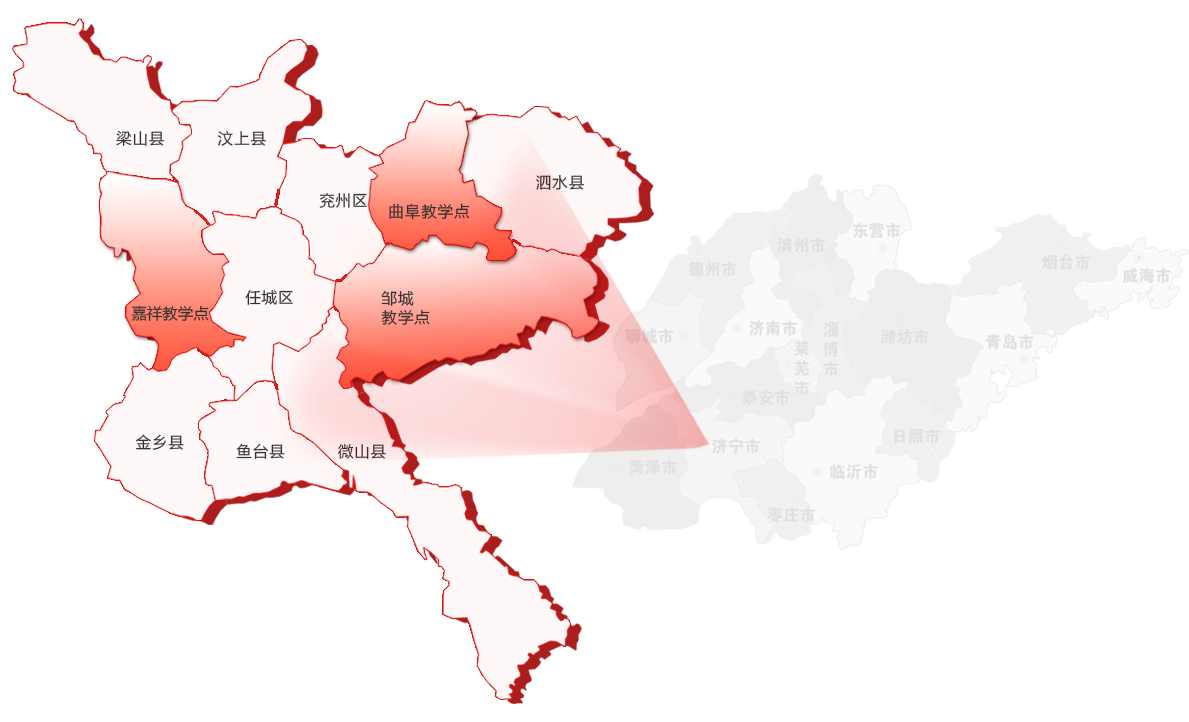 梁山县
汶上县
兖州区
曲阜教学点
泗水县
嘉祥教学点
任城区
邹城
教学点
金乡县
鱼台县
微山县
德州市
滨州市
东营市
烟台市
威海市
聊城市
济南市
淄博市
莱芜市
潍坊市
青岛市
泰安市
济宁市
日照市
菏泽市
临沂市
枣庄市